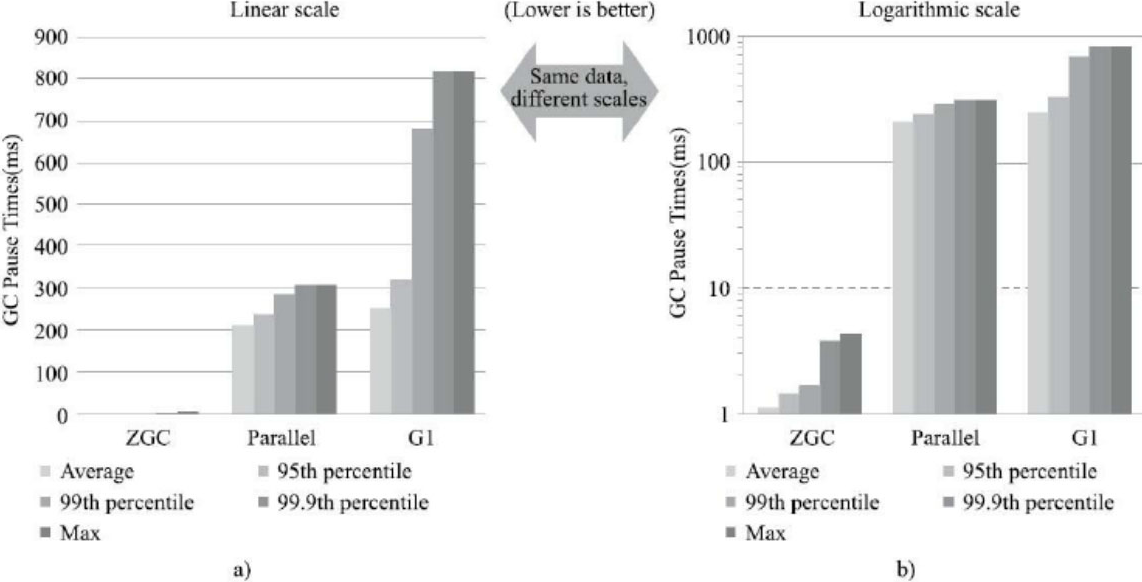 Linear scale
(Lower is better)
Logarithmic scale
GC Pause Times(ms)
900
800
700
600
500
400
300
200
100
0
Same data,
different scales
GC Pause Times(ms)
1000
100
10
1
ZGC
Parallel
G1
ZGC
Parallel
G1
Average
95th percentile
99th percentile
99.9th percentile
Max
Average
95th percentile
99th percentile
99.9th percentile
Max
a)
b)